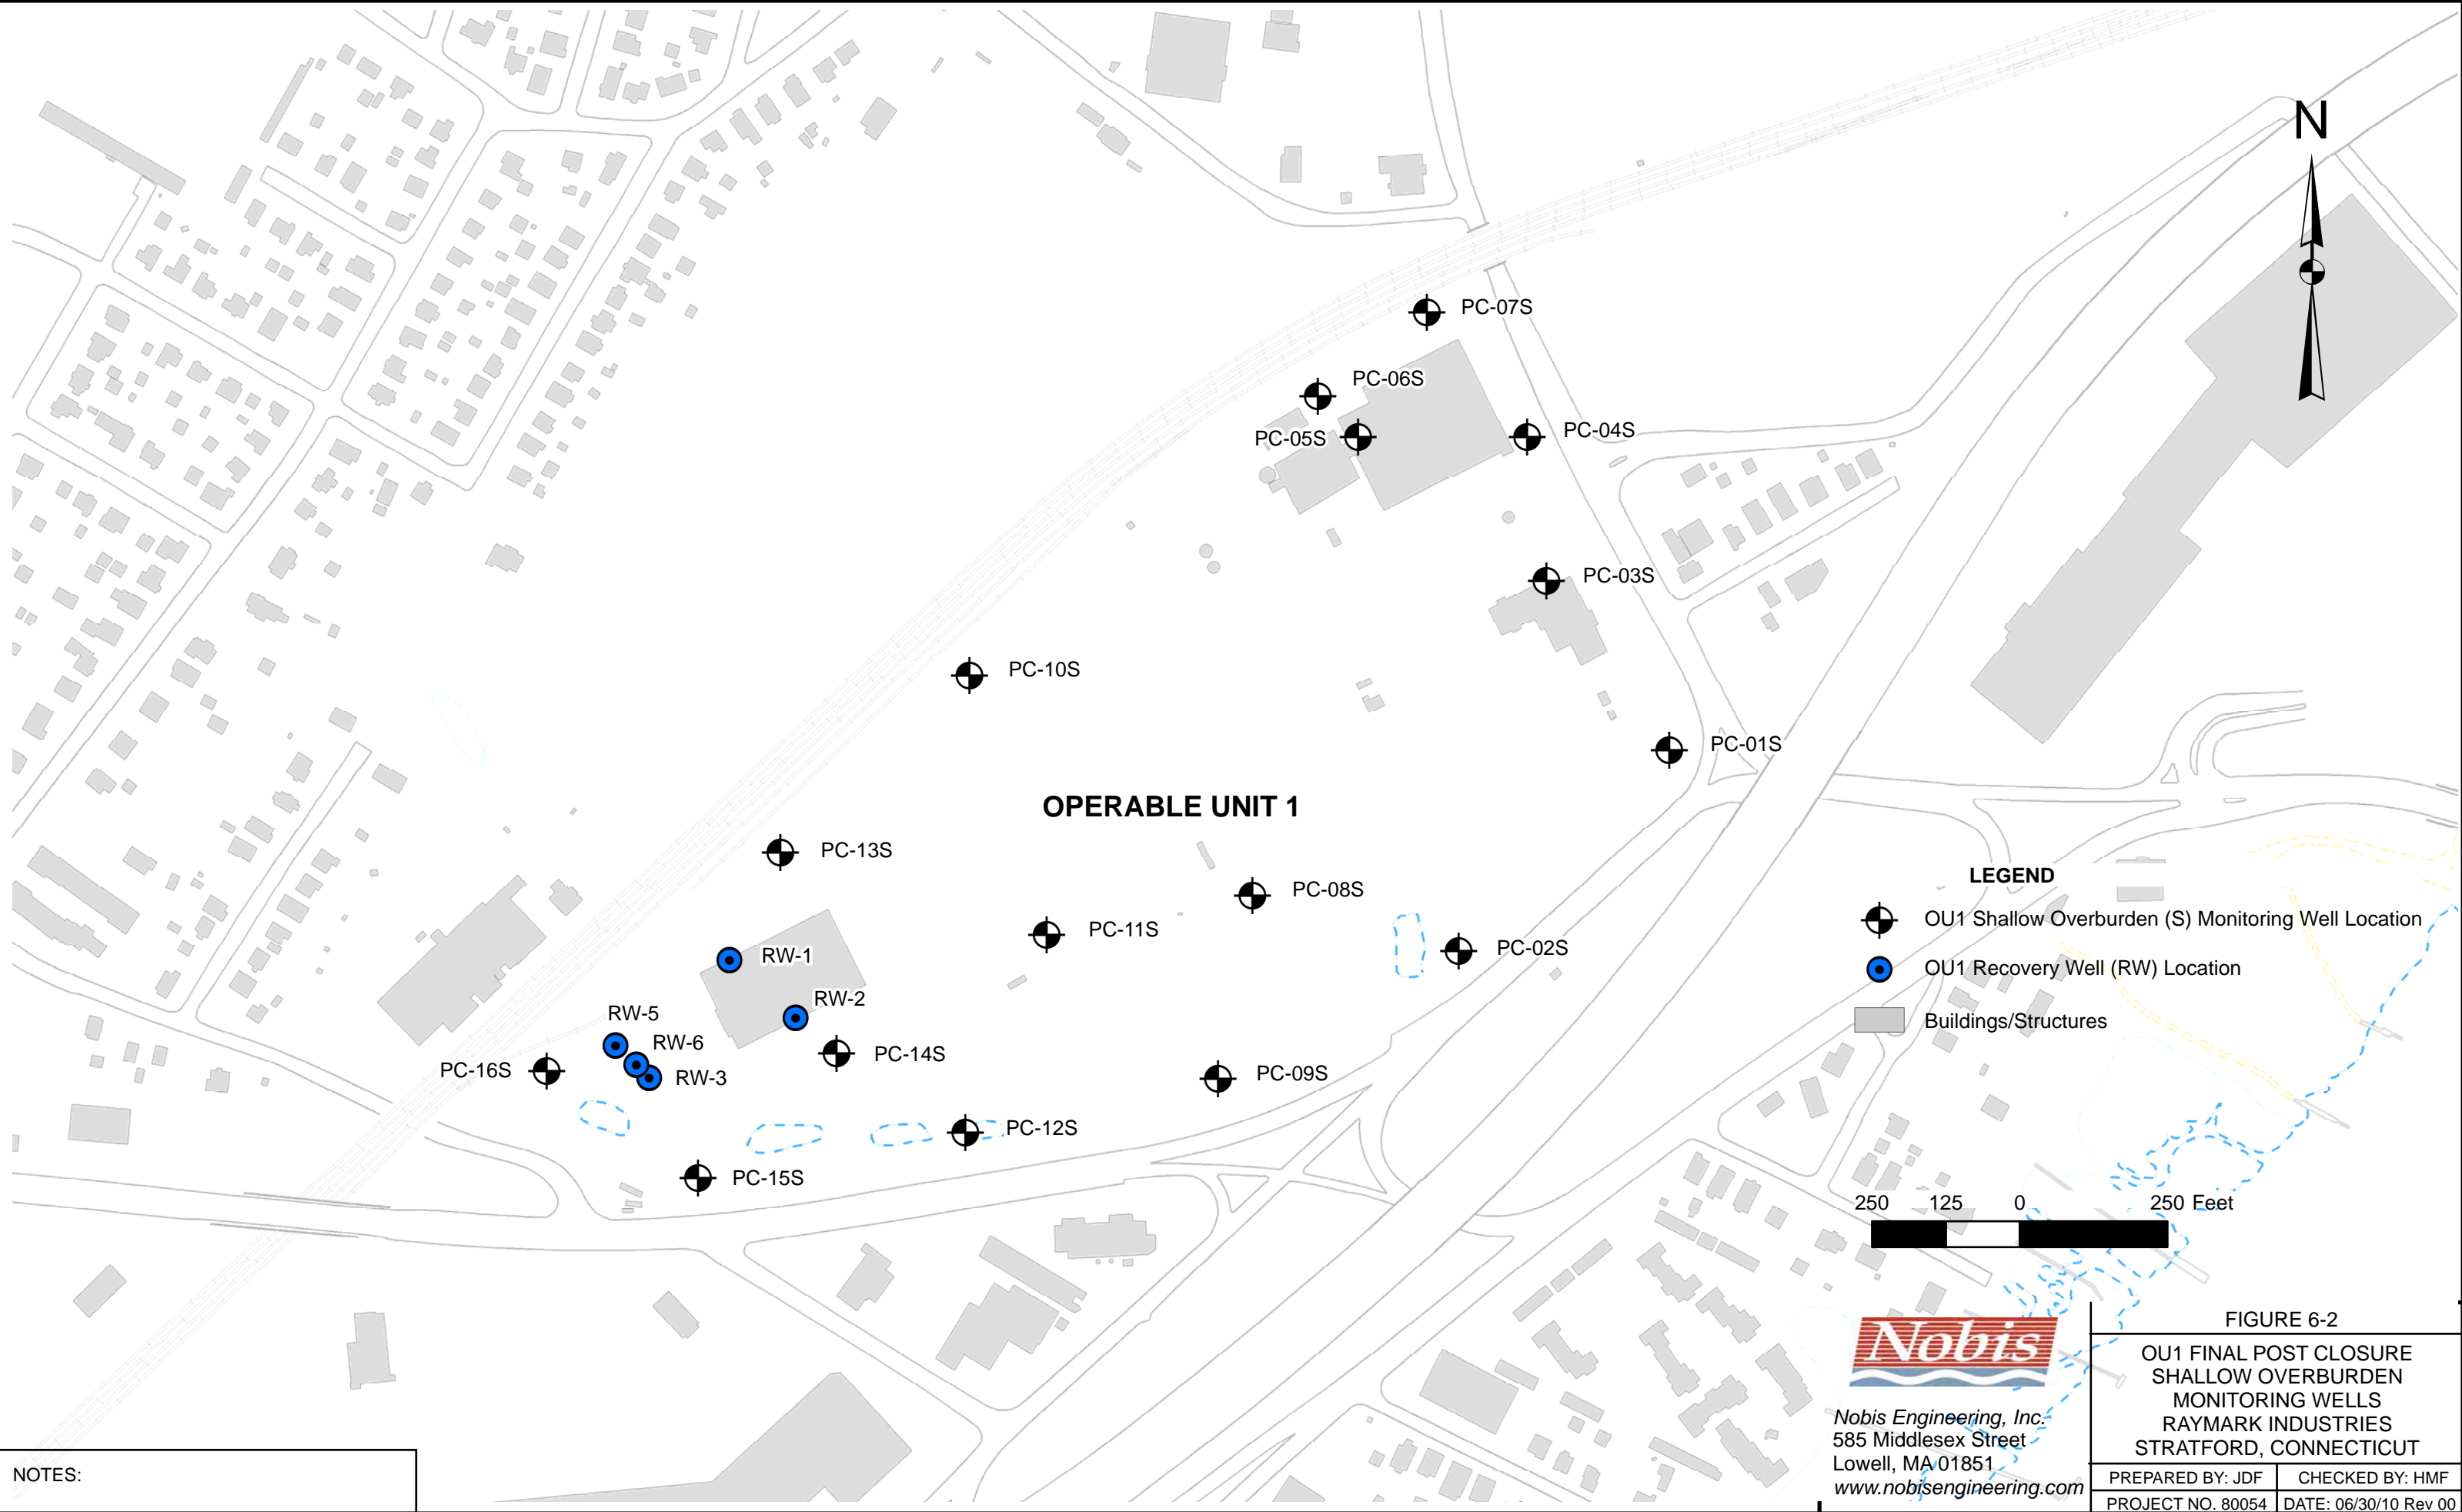 N
PC-07S
PC-06S
PC-05S
PC-04S
PC-03S
PC-10S
PC-01S
OPERABLE UNIT 1
PC-13S
PC-08S
PC-11S
PC-02S
RW-1
RW-2
RW-5
RW-6
RW-3
PC-16S
PC-14S
PC-09S
PC-12S
PC-15S
LEGEND
OU1 Shallow Overburden (S) Monitoring Well Location
OU1 Recovery Well (RW) Location
Buildings/Structures
250 125 0 250 Feet
Nobis
Nobis Engineering, Inc.
585 Middlesex Street
Lowell, MA 01851
www.nobisengineering.com
FIGURE 6-2
OU1 FINAL POST CLOSURE
SHALLOW OVERBURDEN
MONITORING WELLS
RAYMARK INDUSTRIES
STRATFORD, CONNECTICUT
PREPARED BY: JDF
CHECKED BY: HMF
PROJECT NO. 80054
DATE: 06/30/10 Rev 00
NOTES: